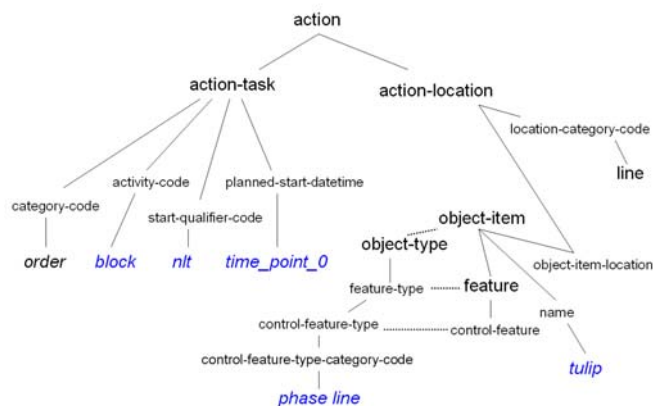 action
action-task
action-location
location-category-code
activity-code
planned-start-datetime
line
category-code
start-qualifier-code
object-item
object-type
order
block
nlt
time_point_0
object-item-location
feature-type
feature
name
control-feature-type
control-feature
control-feature-type-category-code
tulip
phase line